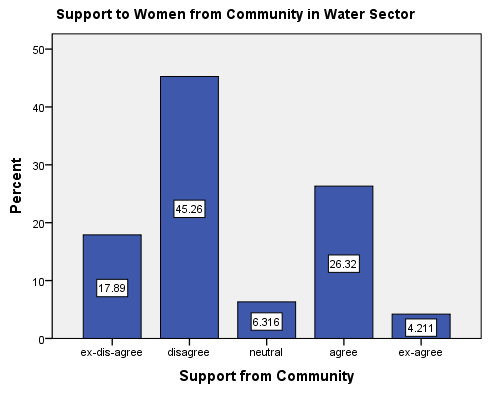 Support to Women from Community in Water Sector
Percent
50
40
30
20
10
0
17.89
45.26
6.316
26.32
4.211
ex-dis-agree disagree neutral agree ex-agree
Support from Community